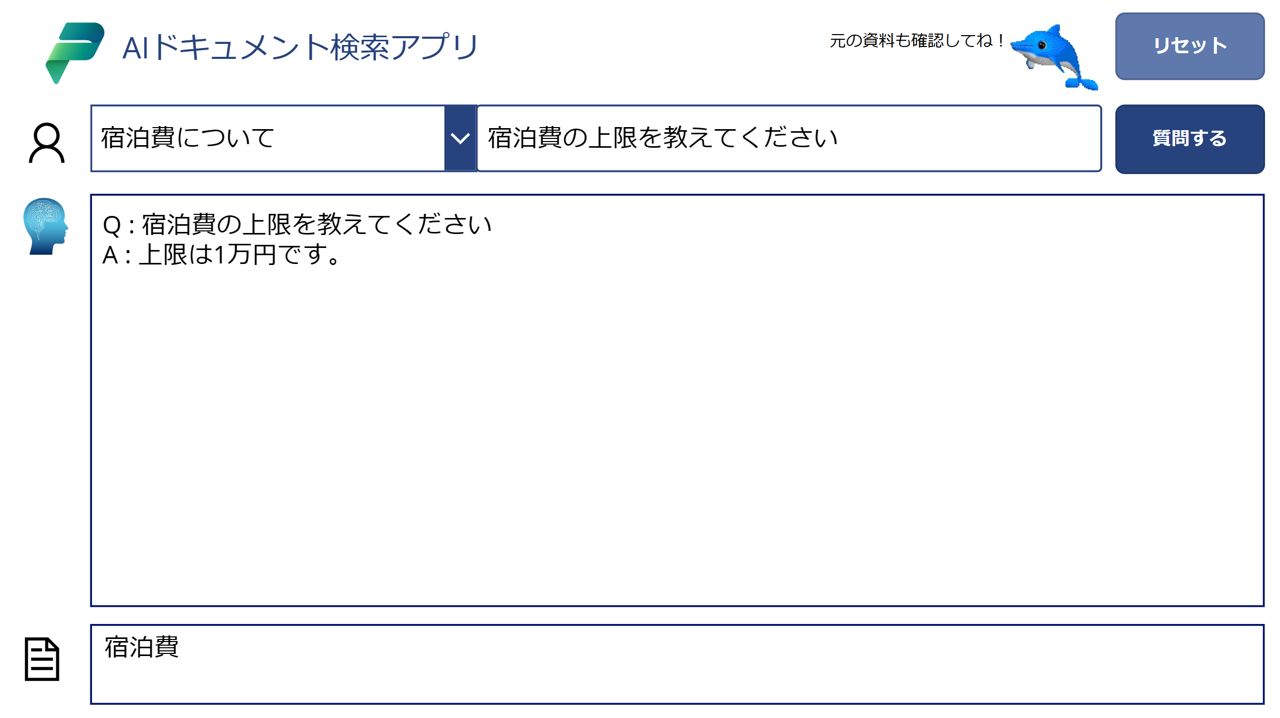 AIドキュメント検索アプリ
元の資料も確認してね！
リセット
宿泊費について
宿泊費の上限を教えてください
質問する
Q : 宿泊費の上限を教えてください
A : 上限は1万円です。
宿泊費